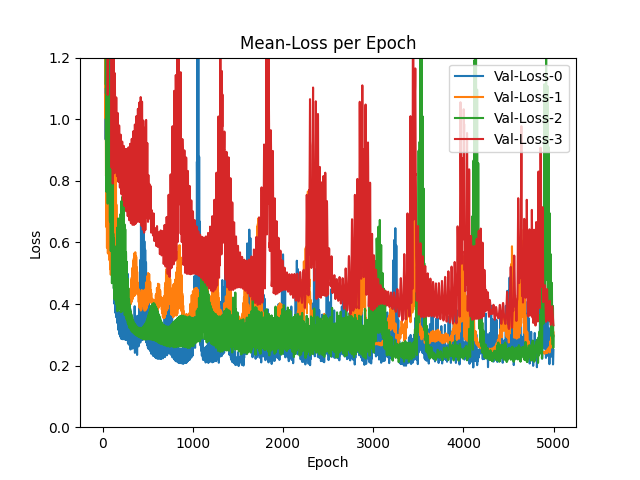 Mean-Loss per Epoch
Val-Loss-0
Val-Loss-1
Val-Loss-2
Val-Loss-3
Loss
1.2
1.0
0.8
0.6
0.4
0.2
0.0
0 1000 2000 3000 4000 5000
Epoch